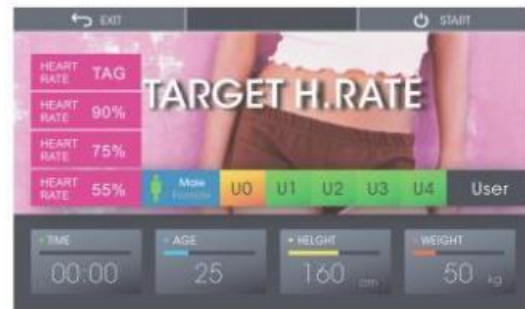 EXIT
START
HEART RATE TAG
TARGET H.RATE
HEART RATE 90%
HEART RATE 75%
HEART RATE 55%
Male
Female
U0 U1 U2 U3 U4 User
TIME AGE HELGHT WEIGHT
00:00 25 160 cm 50 kg